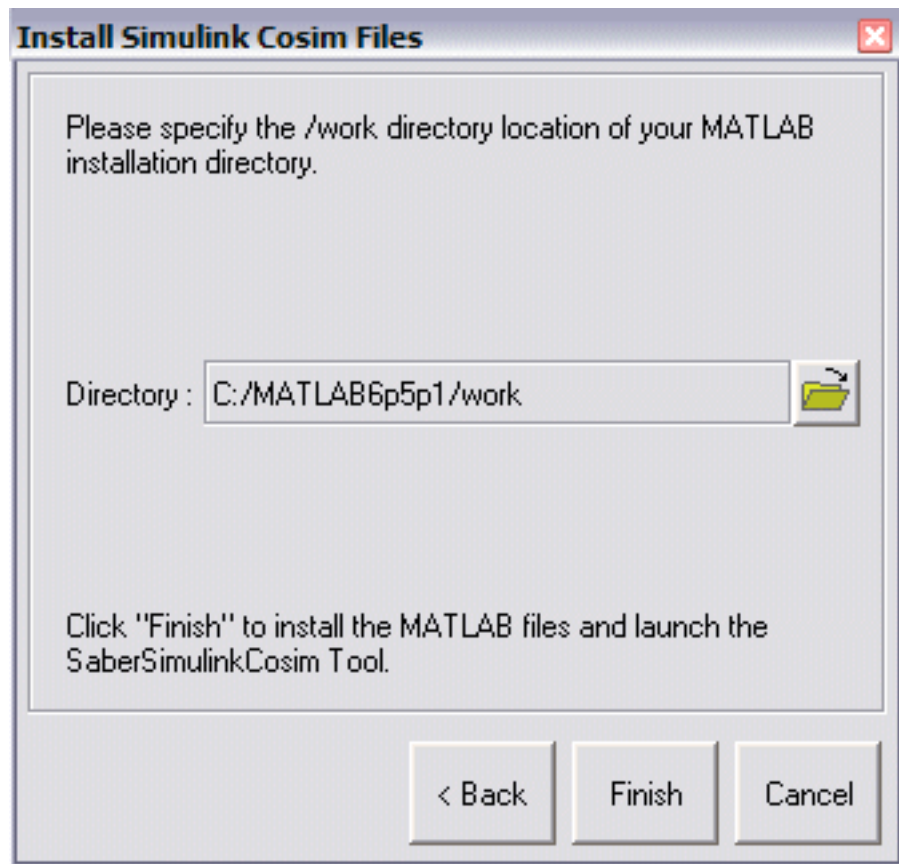 Install Simulink Cosim Files
Please specify the /work directory location of your MATLAB
installation directory.
Directory : C:/MATLAB6p5p1/work
Click "Finish" to install the MATLAB files and launch the
SaberSimulinkCosim Tool.
< Back Finish Cancel